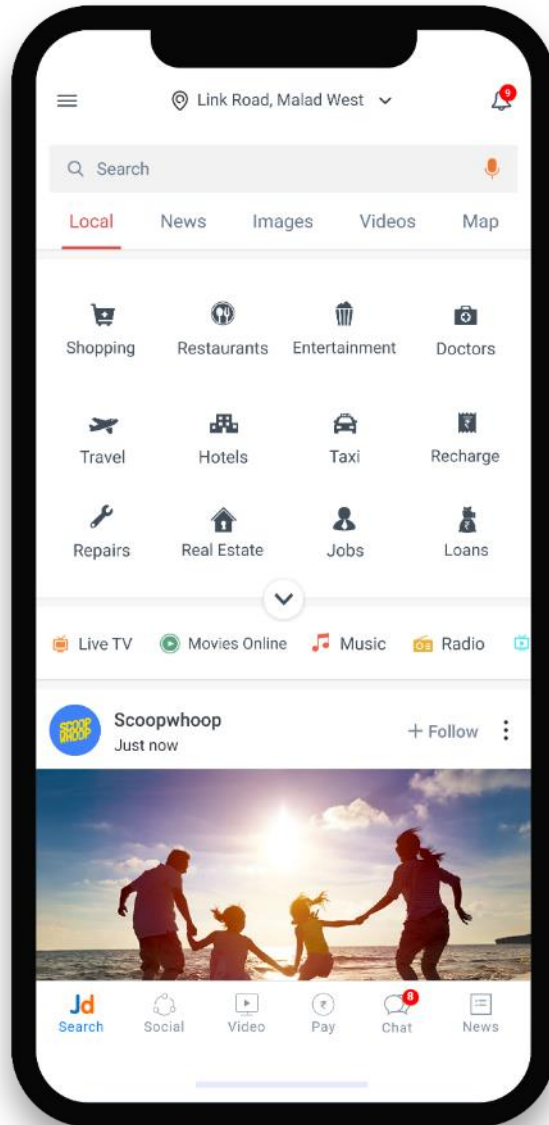 Link Road, Malad West
9
Search
Local News Images Videos Map
Shopping Restaurants Entertainment Doctors
Travel Hotels Taxi Recharge
Repairs Real Estate Jobs Loans
Live TV Movies Online Music Radio
SCOOP
WHOOP
Scoopwhoop
Just now
+ Follow
Jd
8
Search Social Video Pay Chat News